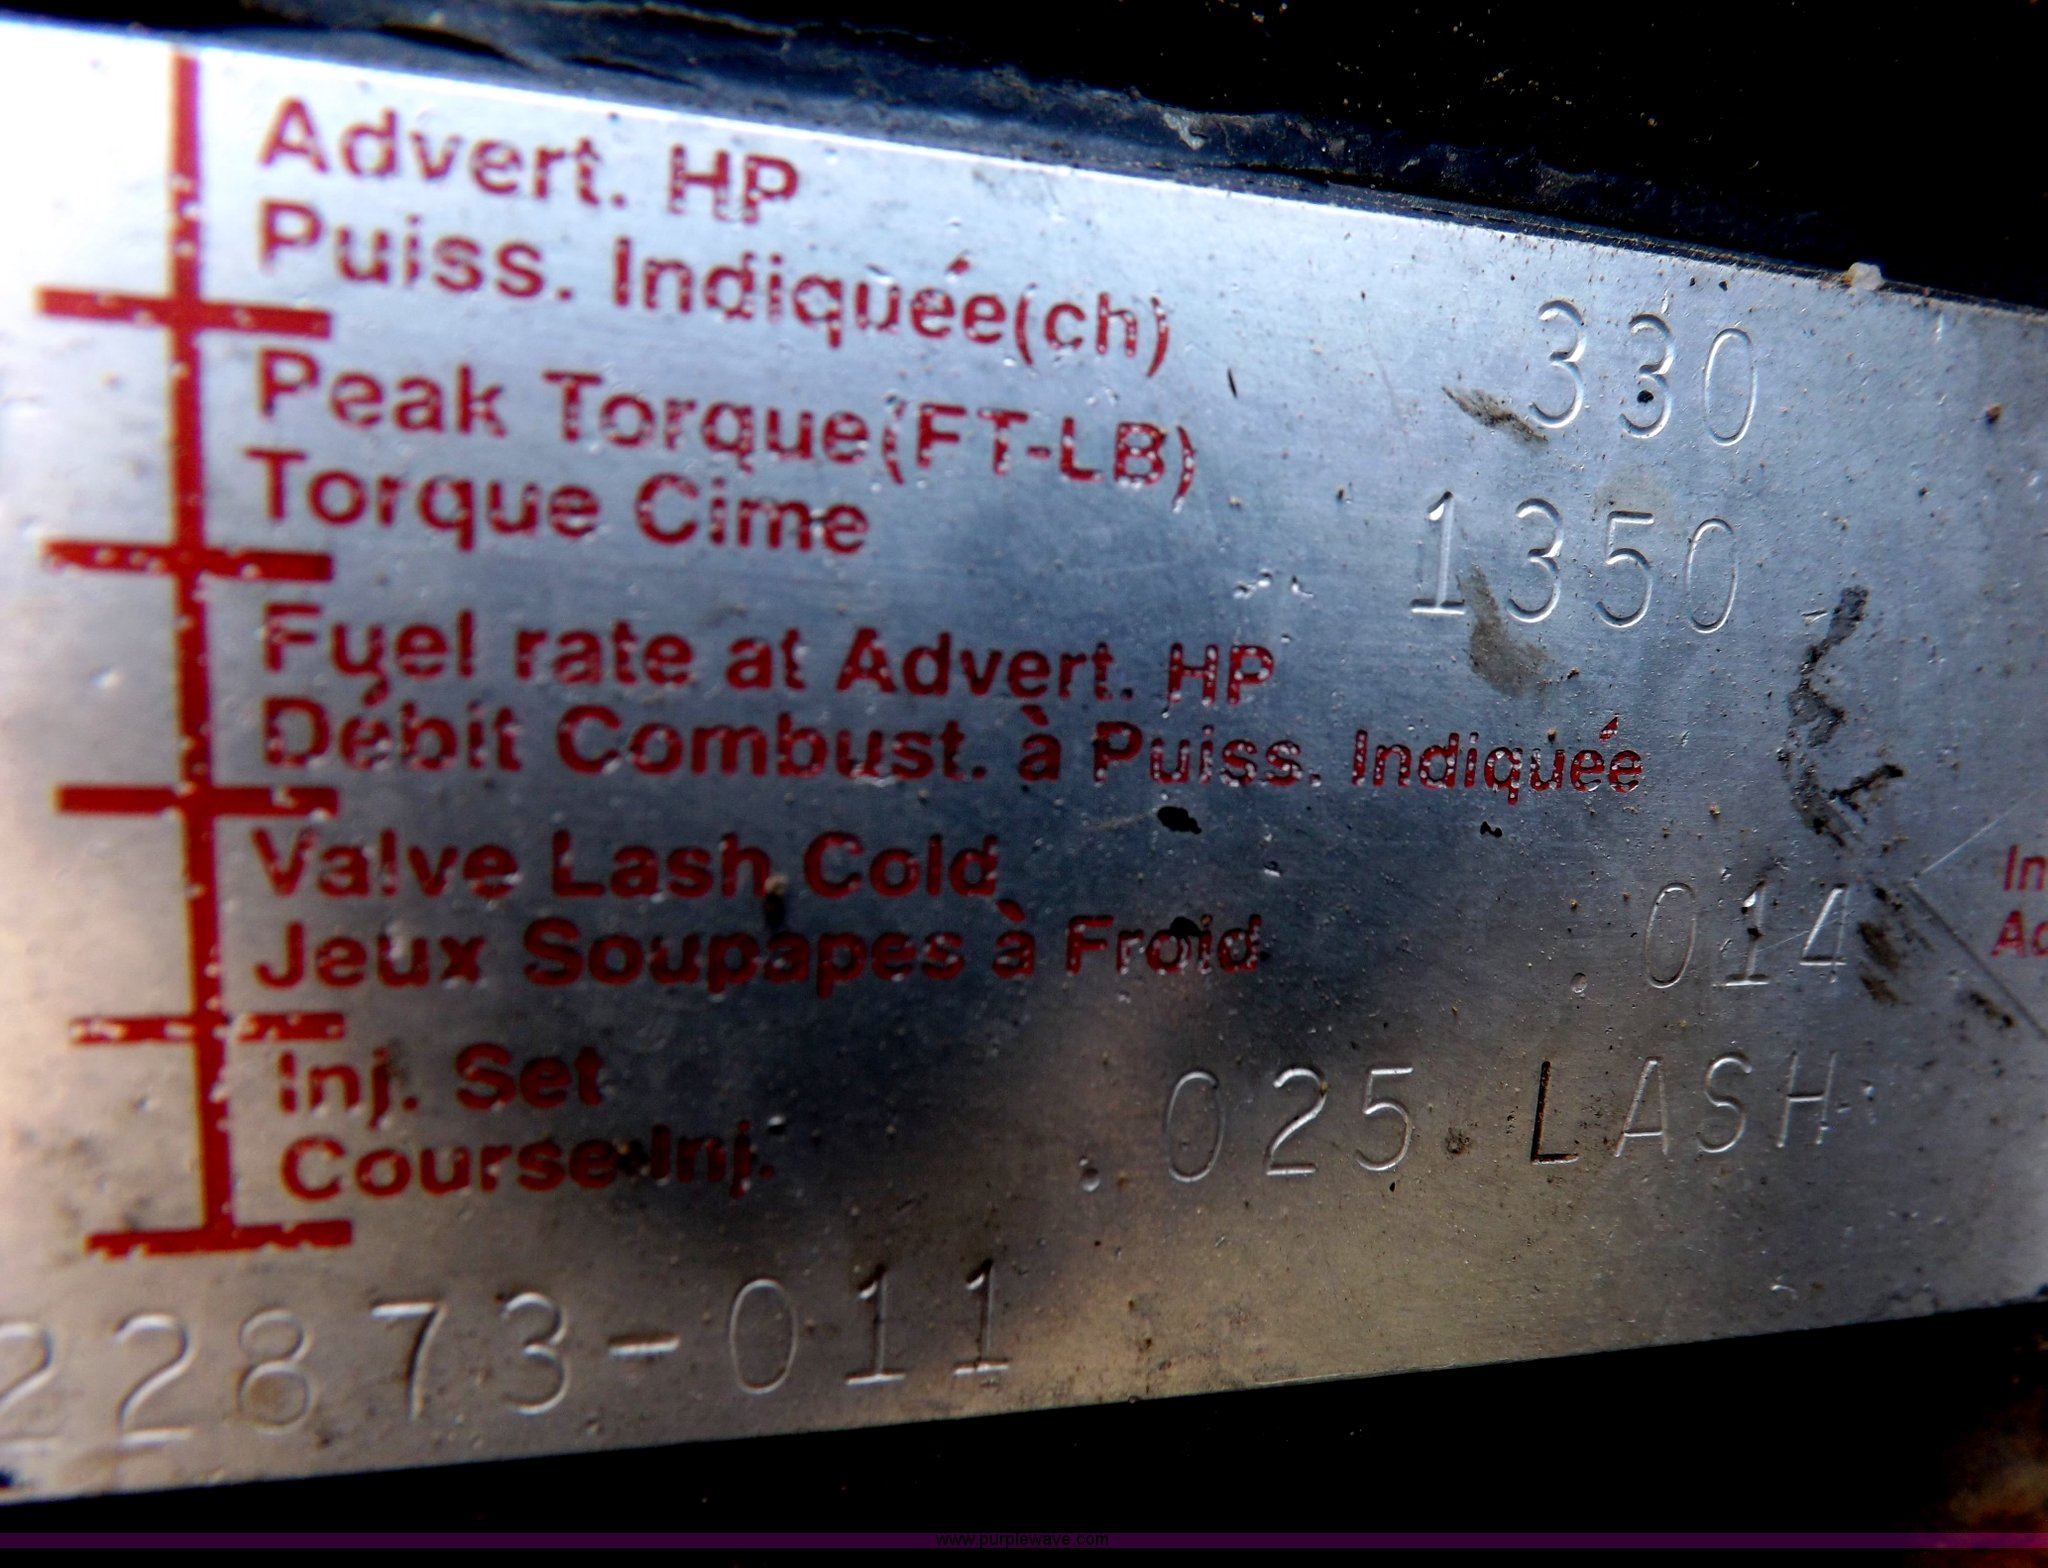 Advert. HP
Puiss. Indiquée(ch) 330
Peak Torque(FT-LB)
Torque Cime 1350
Fuel rate at Advert. HP
Débit Combust. à Puiss. Indiquée
Valve Lash Cold
Jeux Soupapes à Froid .014
Inj. Set
Course Inj. .025 LASH
22873-011
www.purplewave.com